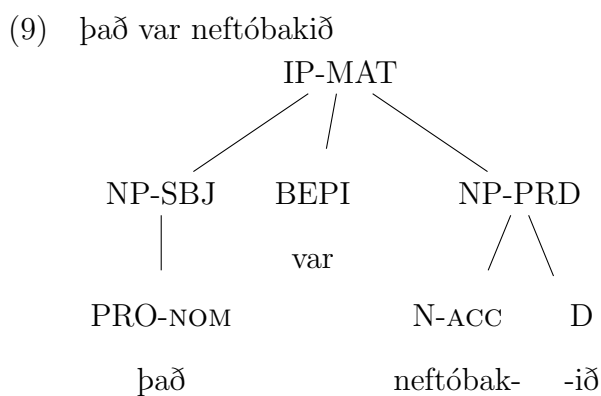 (9) það var neftóbakið
IP-MAT
NP-SBJ BEPI NP-PRD
var
PRO-NOM N-ACC D
það neftóbak- -ið